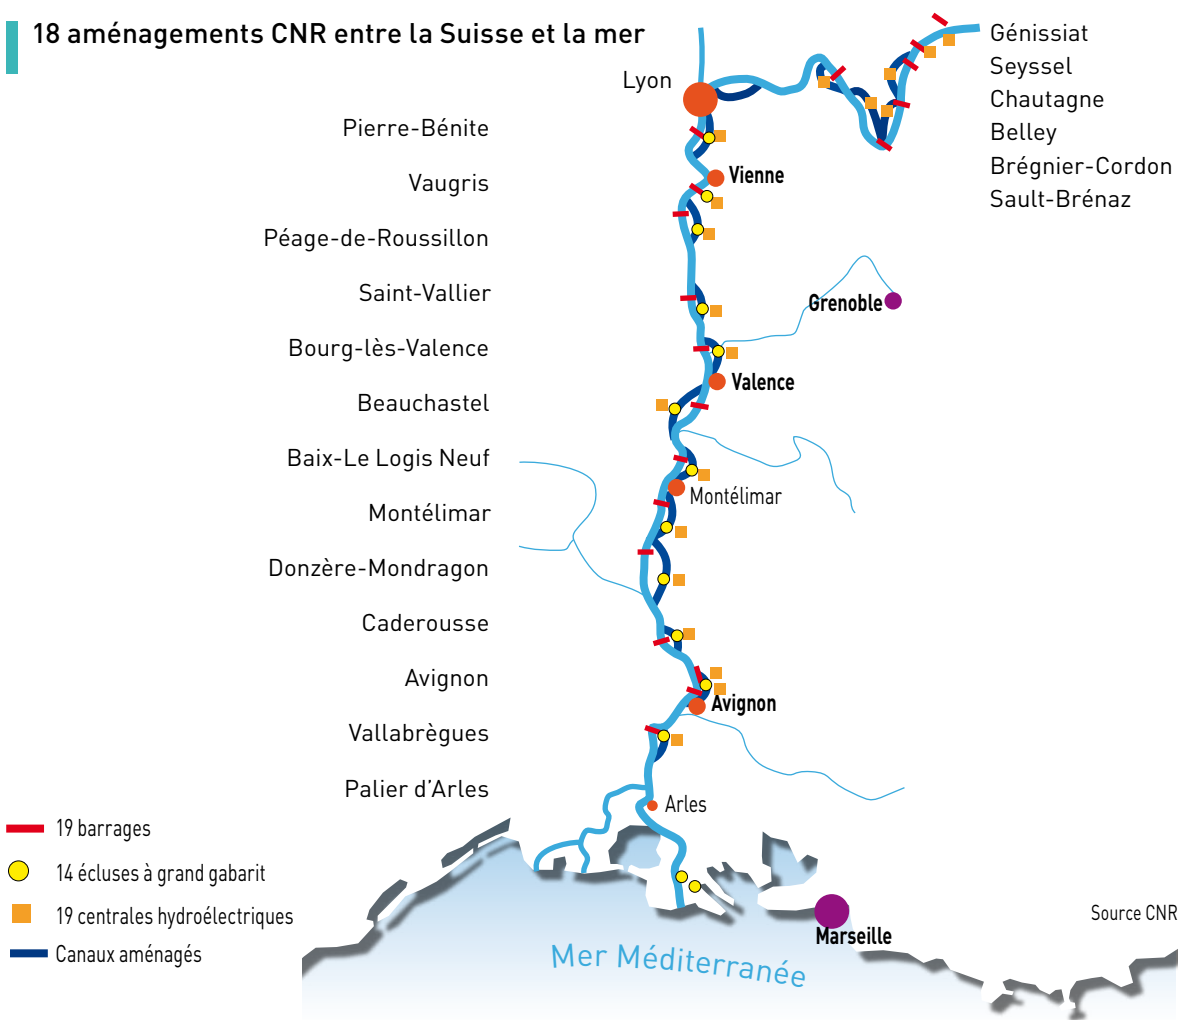 18 aménagements CNR entre la Suisse et la mer
Génissiat
Seyssel
Chautagne
Belley
Brégnier-Cordon
Sault-Brénaz
Lyon
Pierre-Bénite
Vienne
Vaugris
Péage-de-Roussillon
Saint-Vallier
Grenoble
Bourg-lès-Valence
Valence
Beauchastel
Baix-Le Logis Neuf
Montélimar
Montélimar
Donzère-Mondragon
Caderousse
Avignon
Avignon
Vallabrègues
Palier d’Arles
Arles
19 barrages
14 écluses à grand gabarit
19 centrales hydroélectriques
Canaux aménagés
Source CNR
Marseille
Mer Méditerranée